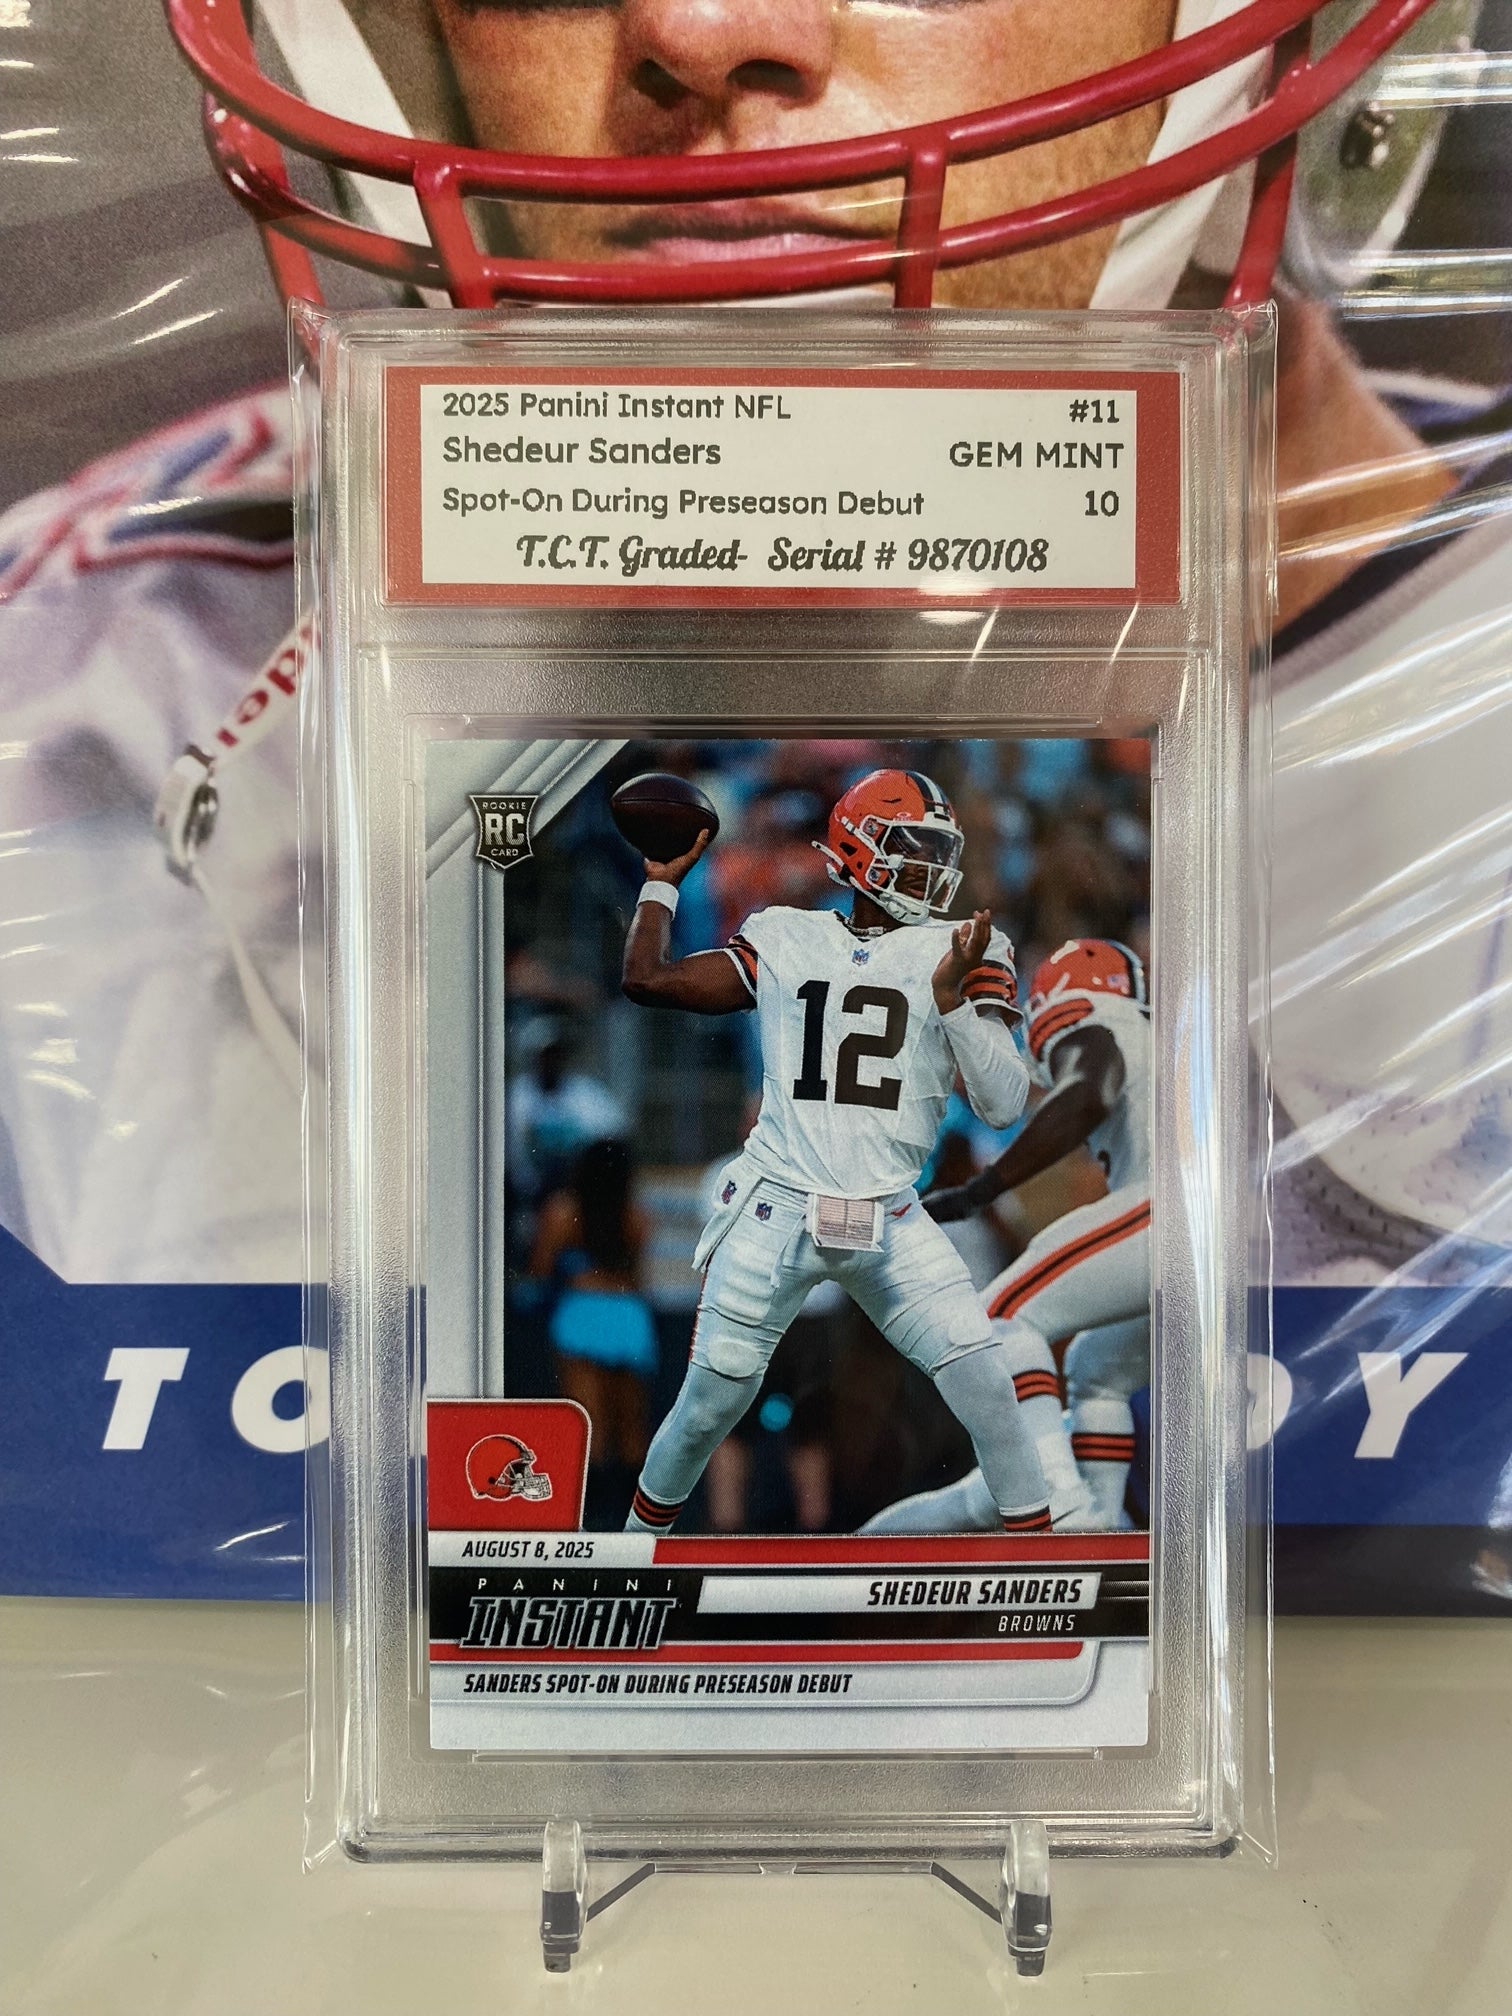 2025 Panini Instant NFL #11
Shedeur Sanders GEM MINT
Spot-On During Preseason Debut 10
T.C.T. Graded- Serial # 9870108
ROOKIE
RC
CARD
12
AUGUST 8, 2025
PANINI
INSTANT
SHEDEUR SANDERS
BROWNS
SANDERS SPOT-ON DURING PRESEASON DEBUT